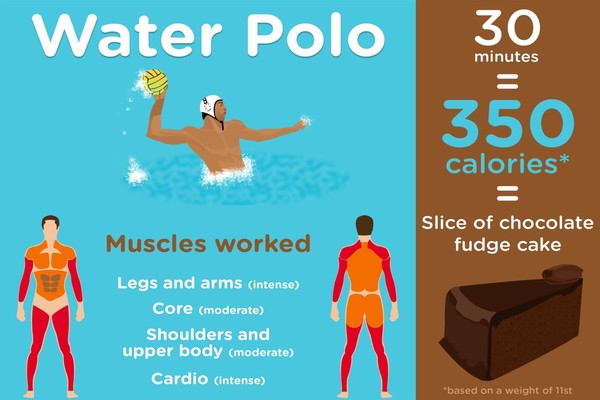 Water Polo
Muscles worked
Legs and arms (intense)
Core (moderate)
Shoulders and
upper body (moderate)
Cardio (intense)
30
minutes
=
350
calories*
=
Slice of chocolate
fudge cake
*based on a weight of 11st